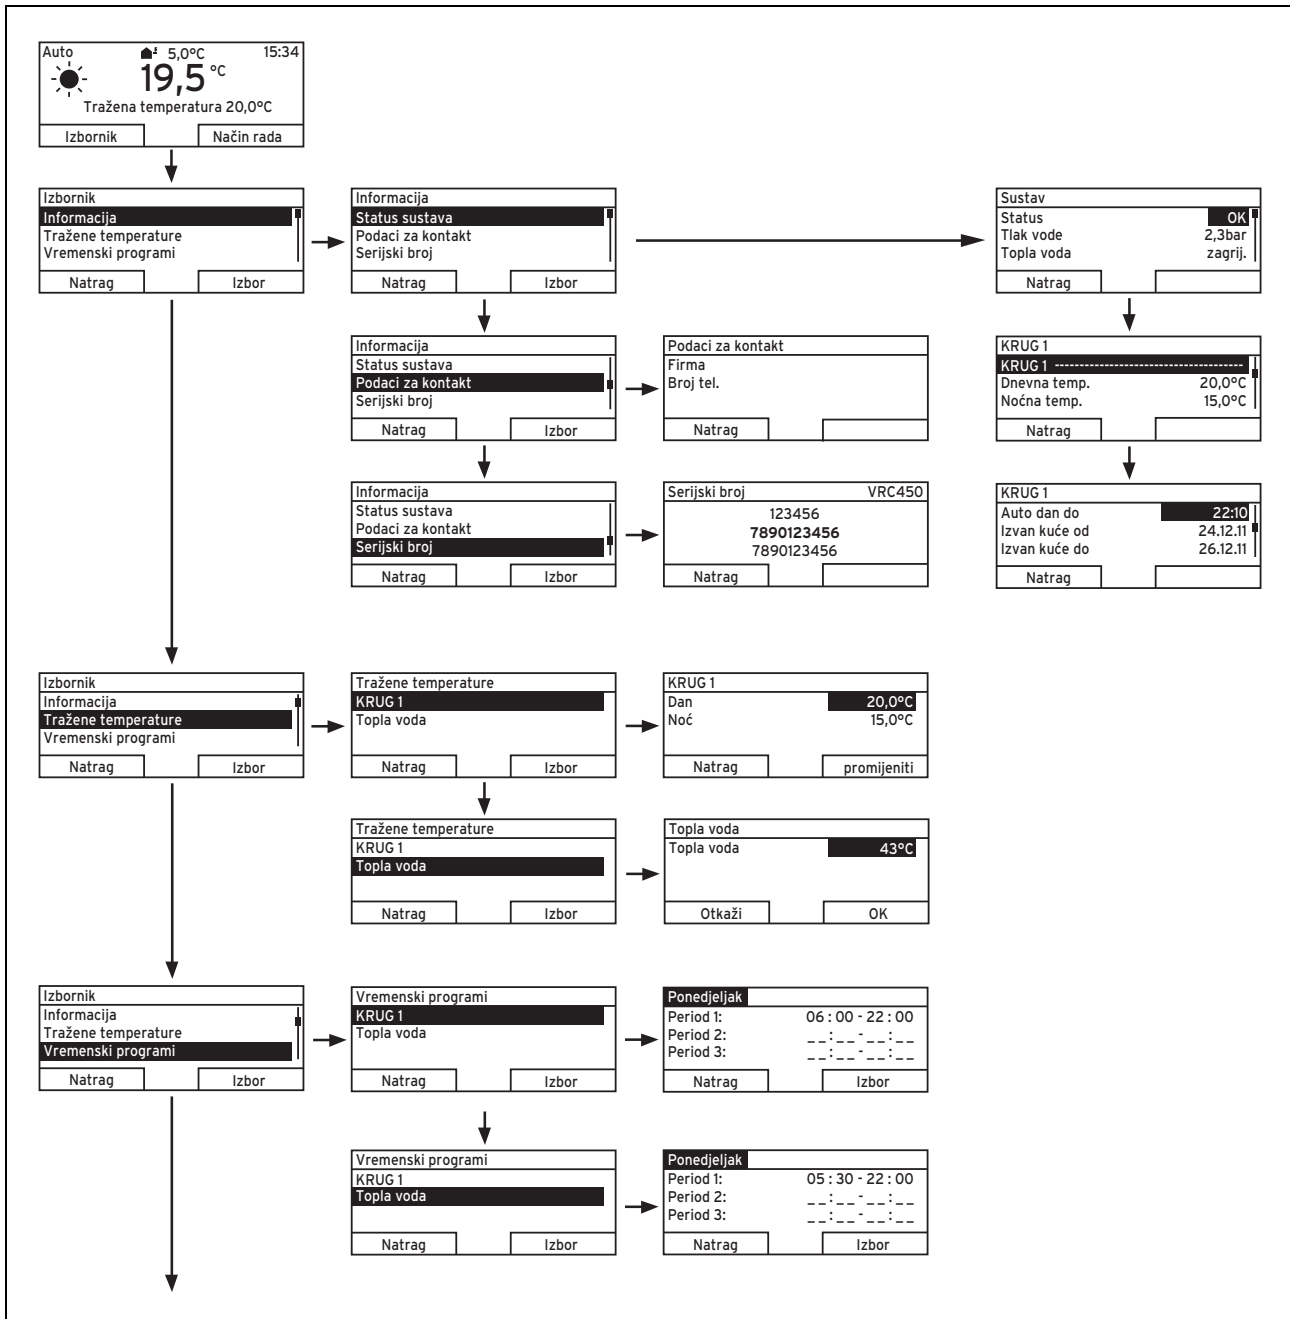 Auto 5,0°C 15:34
19,5 °C
Tražena temperatura 20,0°C
Izbornik Način rada
Izbornik
Informacija
Tražene temperature
Vremenski programi
Natrag Izbor
Informacija
Status sustava
Podaci za kontakt
Serijski broj
Natrag Izbor
Sustav
Status OK
Tlak vode 2,3bar
Topla voda zagrij.
Natrag
Informacija
Status sustava
Podaci za kontakt
Serijski broj
Natrag Izbor
Podaci za kontakt
Firma
Broj tel.
Natrag
KRUG 1
KRUG 1 -------------------------------------
Dnevna temp. 20,0°C
Noćna temp. 15,0°C
Natrag
Informacija
Status sustava
Podaci za kontakt
Serijski broj
Natrag Izbor
Serijski broj VRC450
123456
7890123456
7890123456
Natrag
KRUG 1
Auto dan do 22:10
Izvan kuće od 24.12.11
Izvan kuće do 26.12.11
Natrag
Izbornik
Informacija
Tražene temperature
Vremenski programi
Natrag Izbor
Tražene temperature
KRUG 1
Topla voda
Natrag Izbor
KRUG 1
Dan 20,0°C
Noć 15,0°C
Natrag promijeniti
Tražene temperature
KRUG 1
Topla voda
Natrag Izbor
Topla voda
Topla voda 43°C
Otkaži OK
Izbornik
Informacija
Tražene temperature
Vremenski programi
Natrag Izbor
Vremenski programi
KRUG 1
Topla voda
Natrag Izbor
Ponedjeljak
Period 1: 06 : 00 - 22 : 00
Period 2: _ _ : _ _ - _ _ : _ _
Period 3: _ _ : _ _ - _ _ : _ _
Natrag Izbor
Vremenski programi
KRUG 1
Topla voda
Natrag Izbor
Ponedjeljak
Period 1: 05 : 30 - 22 : 00
Period 2: _ _ : _ _ - _ _ : _ _
Period 3: _ _ : _ _ - _ _ : _ _
Natrag Izbor